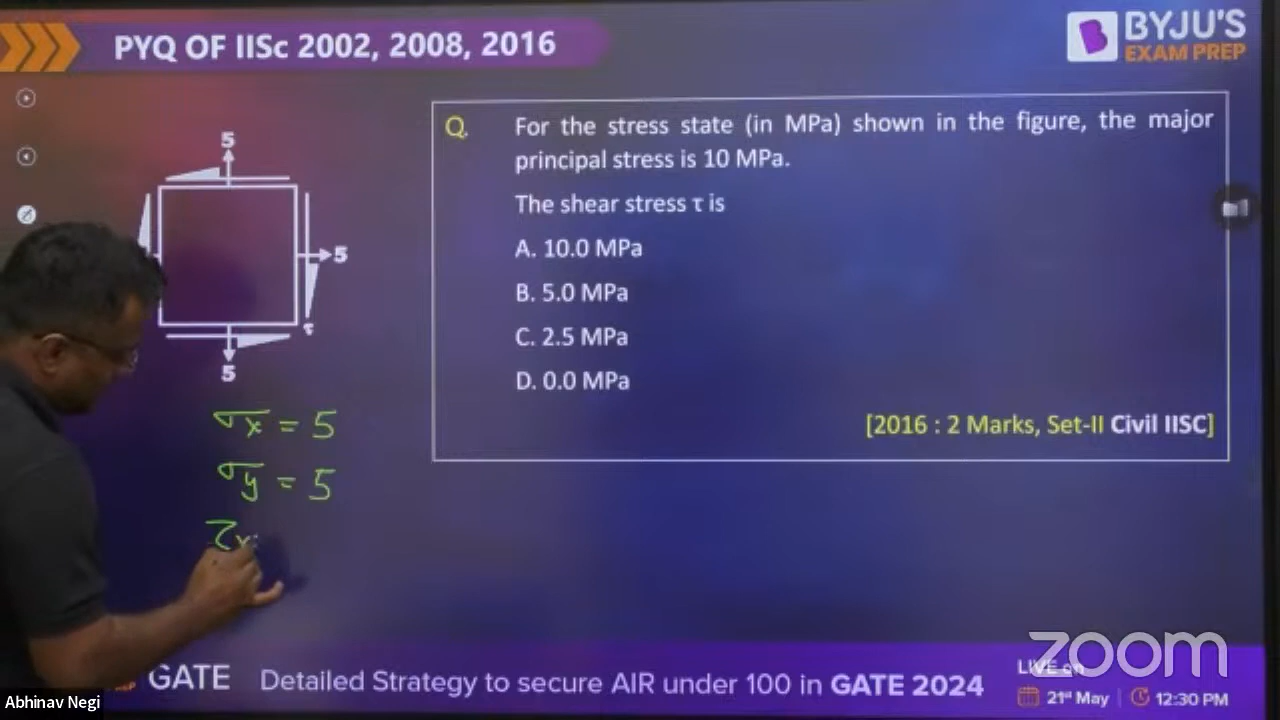 PYQ OF IISc 2002, 2008, 2016
BYJU'S
EXAM PREP
5
5
τ
5
Q. For the stress state (in MPa) shown in the figure, the major
principal stress is 10 MPa.
The shear stress τ is
A. 10.0 MPa
B. 5.0 MPa
C. 2.5 MPa
D. 0.0 MPa
[2016 : 2 Marks, Set-II Civil IISC]
σx = 5
σy = 5
τx
zoom
GATE Detailed Strategy to secure AIR under 100 in GATE 2024
LIVE on
21st May | 12:30 PM
Abhinav Negi